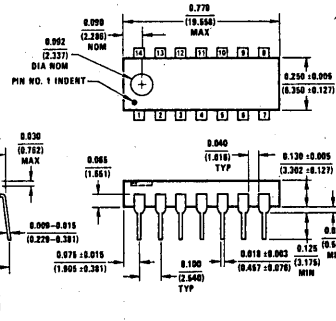 0.770
(19.558)
MAX
0.090
(2.286)
NOM
0.092
(2.337)
DIA NOM
PIN NO. 1 INDENT
14 13 12 11 10 9 8
0.250 ±0.005
(6.350 ±0.127)
1 2 3 4 5 6 7
0.030
(0.762)
MAX
0.065
(1.651)
0.040
(1.016)
TYP
0.130 ±0.005
(3.302 ±0.127)
0.009-0.015
(0.229-0.381)
0.075 ±0.015
(1.905 ±0.381)
0.100
(2.540)
TYP
0.018 ±0.003
(0.457 ±0.076)
0.125
(3.175)
MIN